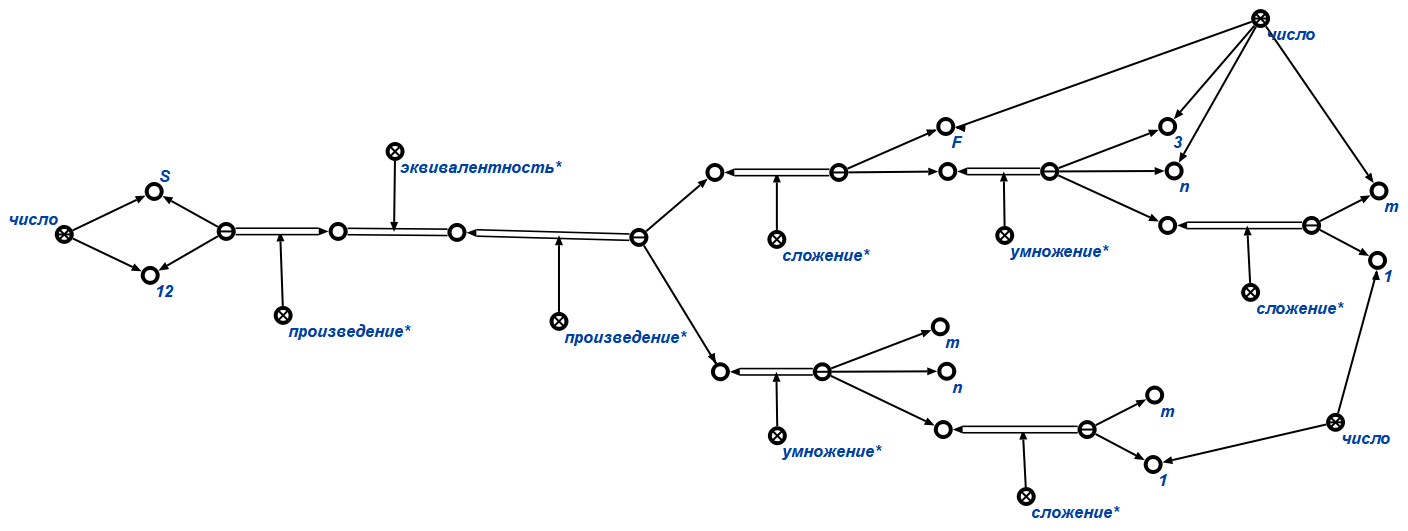 число
F
3
эквивалентность*
S
n
число
m
сложение*
умножение*
1
12
произведение*
произведение*
сложение*
m
n
m
умножение*
число
1
сложение*